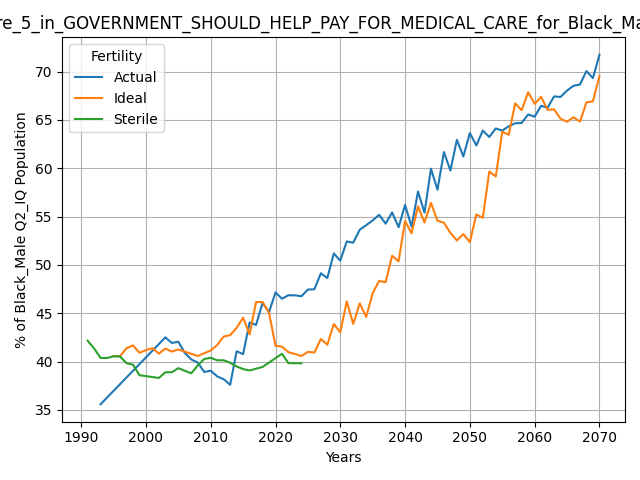 re_5_in_GOVERNMENT_SHOULD_HELP_PAY_FOR_MEDICAL_CARE_for_Black_Ma
Fertility
Actual
Ideal
Sterile
% of Black_Male Q2_IQ Population
70
65
60
55
50
45
40
35
1990 2000 2010 2020 2030 2040 2050 2060 2070
Years